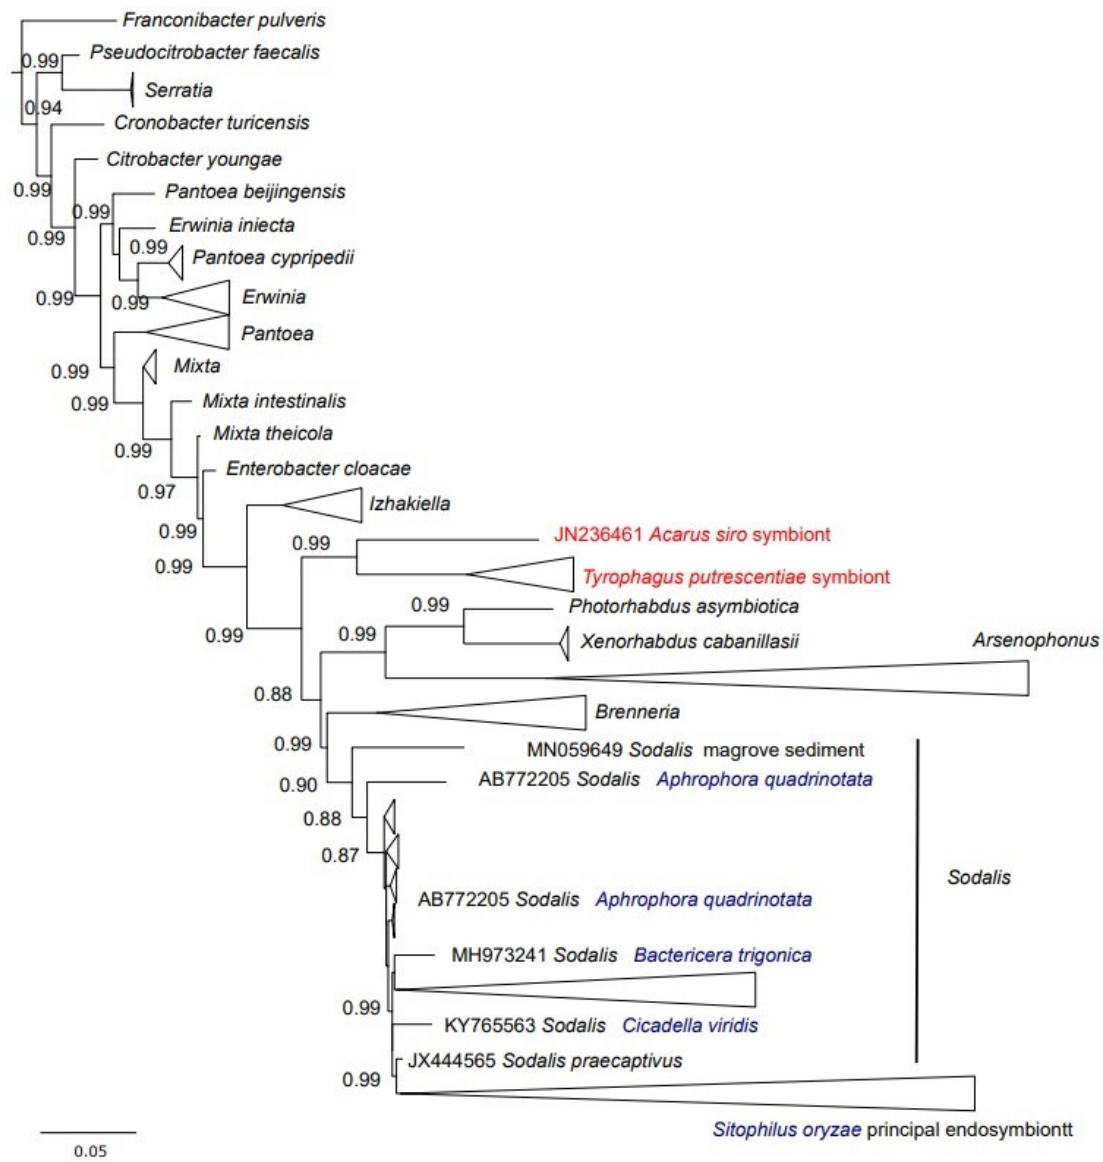 Franconibacter pulveris
Pseudocitrobacter faecalis
0.99
Serratia
0.94
Cronobacter turicensis
Citrobacter youngae
0.99
Pantoea beijingensis
0.99
Erwinia iniecta
0.99
0.99
Pantoea cypripedii
0.99
0.99
Erwinia
Pantoea
Mixta
0.99
0.99
Mixta intestinalis
Mixta theicola
0.99
Enterobacter cloacae
0.97
Izhakiella
0.99
JN236461 Acarus siro symbiont
0.99
0.99
Tyrophagus putrescentiae symbiont
0.99
Photorhabdus asymbiotica
0.99
0.99
Xenorhabdus cabanillasii
Arsenophonus
0.88
Brenneria
0.99
MN059649 Sodalis magrove sediment
0.90
AB772205 Sodalis Aphrophora quadrinotata
0.88
0.87
Sodalis
AB772205 Sodalis Aphrophora quadrinotata
MH973241 Sodalis Bactericera trigonica
0.99
KY765563 Sodalis Cicadella viridis
JX444565 Sodalis praecaptivus
0.99
Sitophilus oryzae principal endosymbiontt
0.05